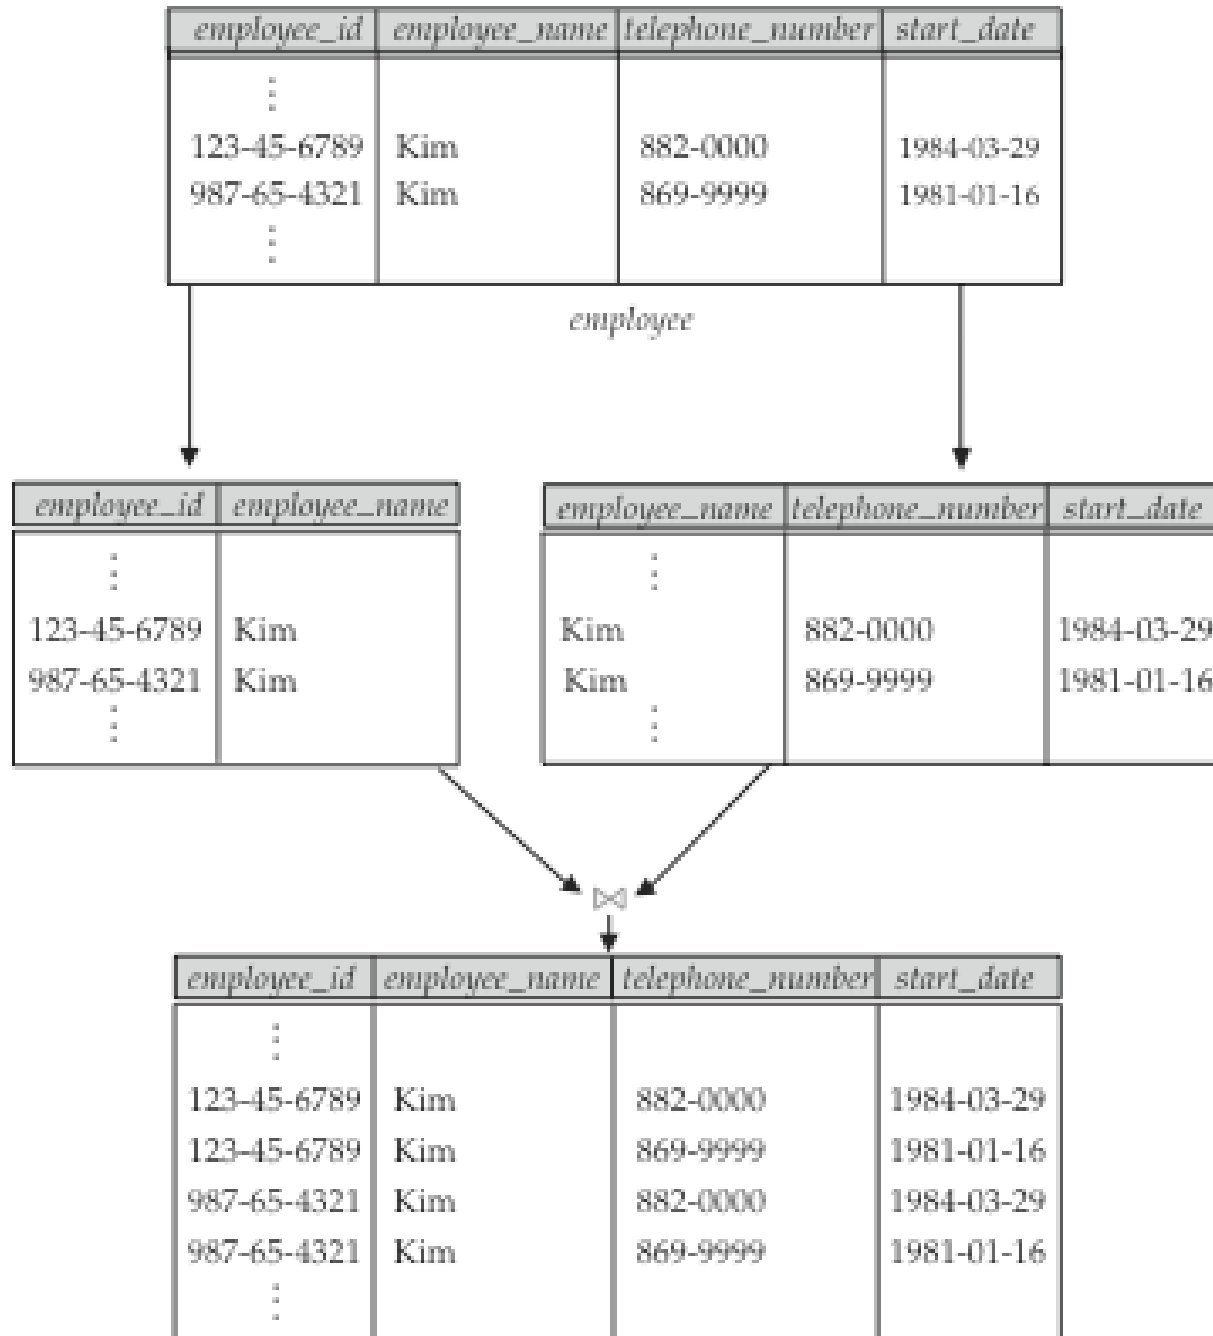 employee_id employee_name telephone_number start_date
⋮
123-45-6789 Kim 882-0000 1984-03-29
987-65-4321 Kim 869-9999 1981-01-16
⋮
employee
employee_id employee_name
⋮
123-45-6789 Kim
987-65-4321 Kim
⋮
employee_name telephone_number start_date
⋮
Kim 882-0000 1984-03-29
Kim 869-9999 1981-01-16
⋮
⋈
employee_id employee_name telephone_number start_date
⋮
123-45-6789 Kim 882-0000 1984-03-29
123-45-6789 Kim 869-9999 1981-01-16
987-65-4321 Kim 882-0000 1984-03-29
987-65-4321 Kim 869-9999 1981-01-16
⋮